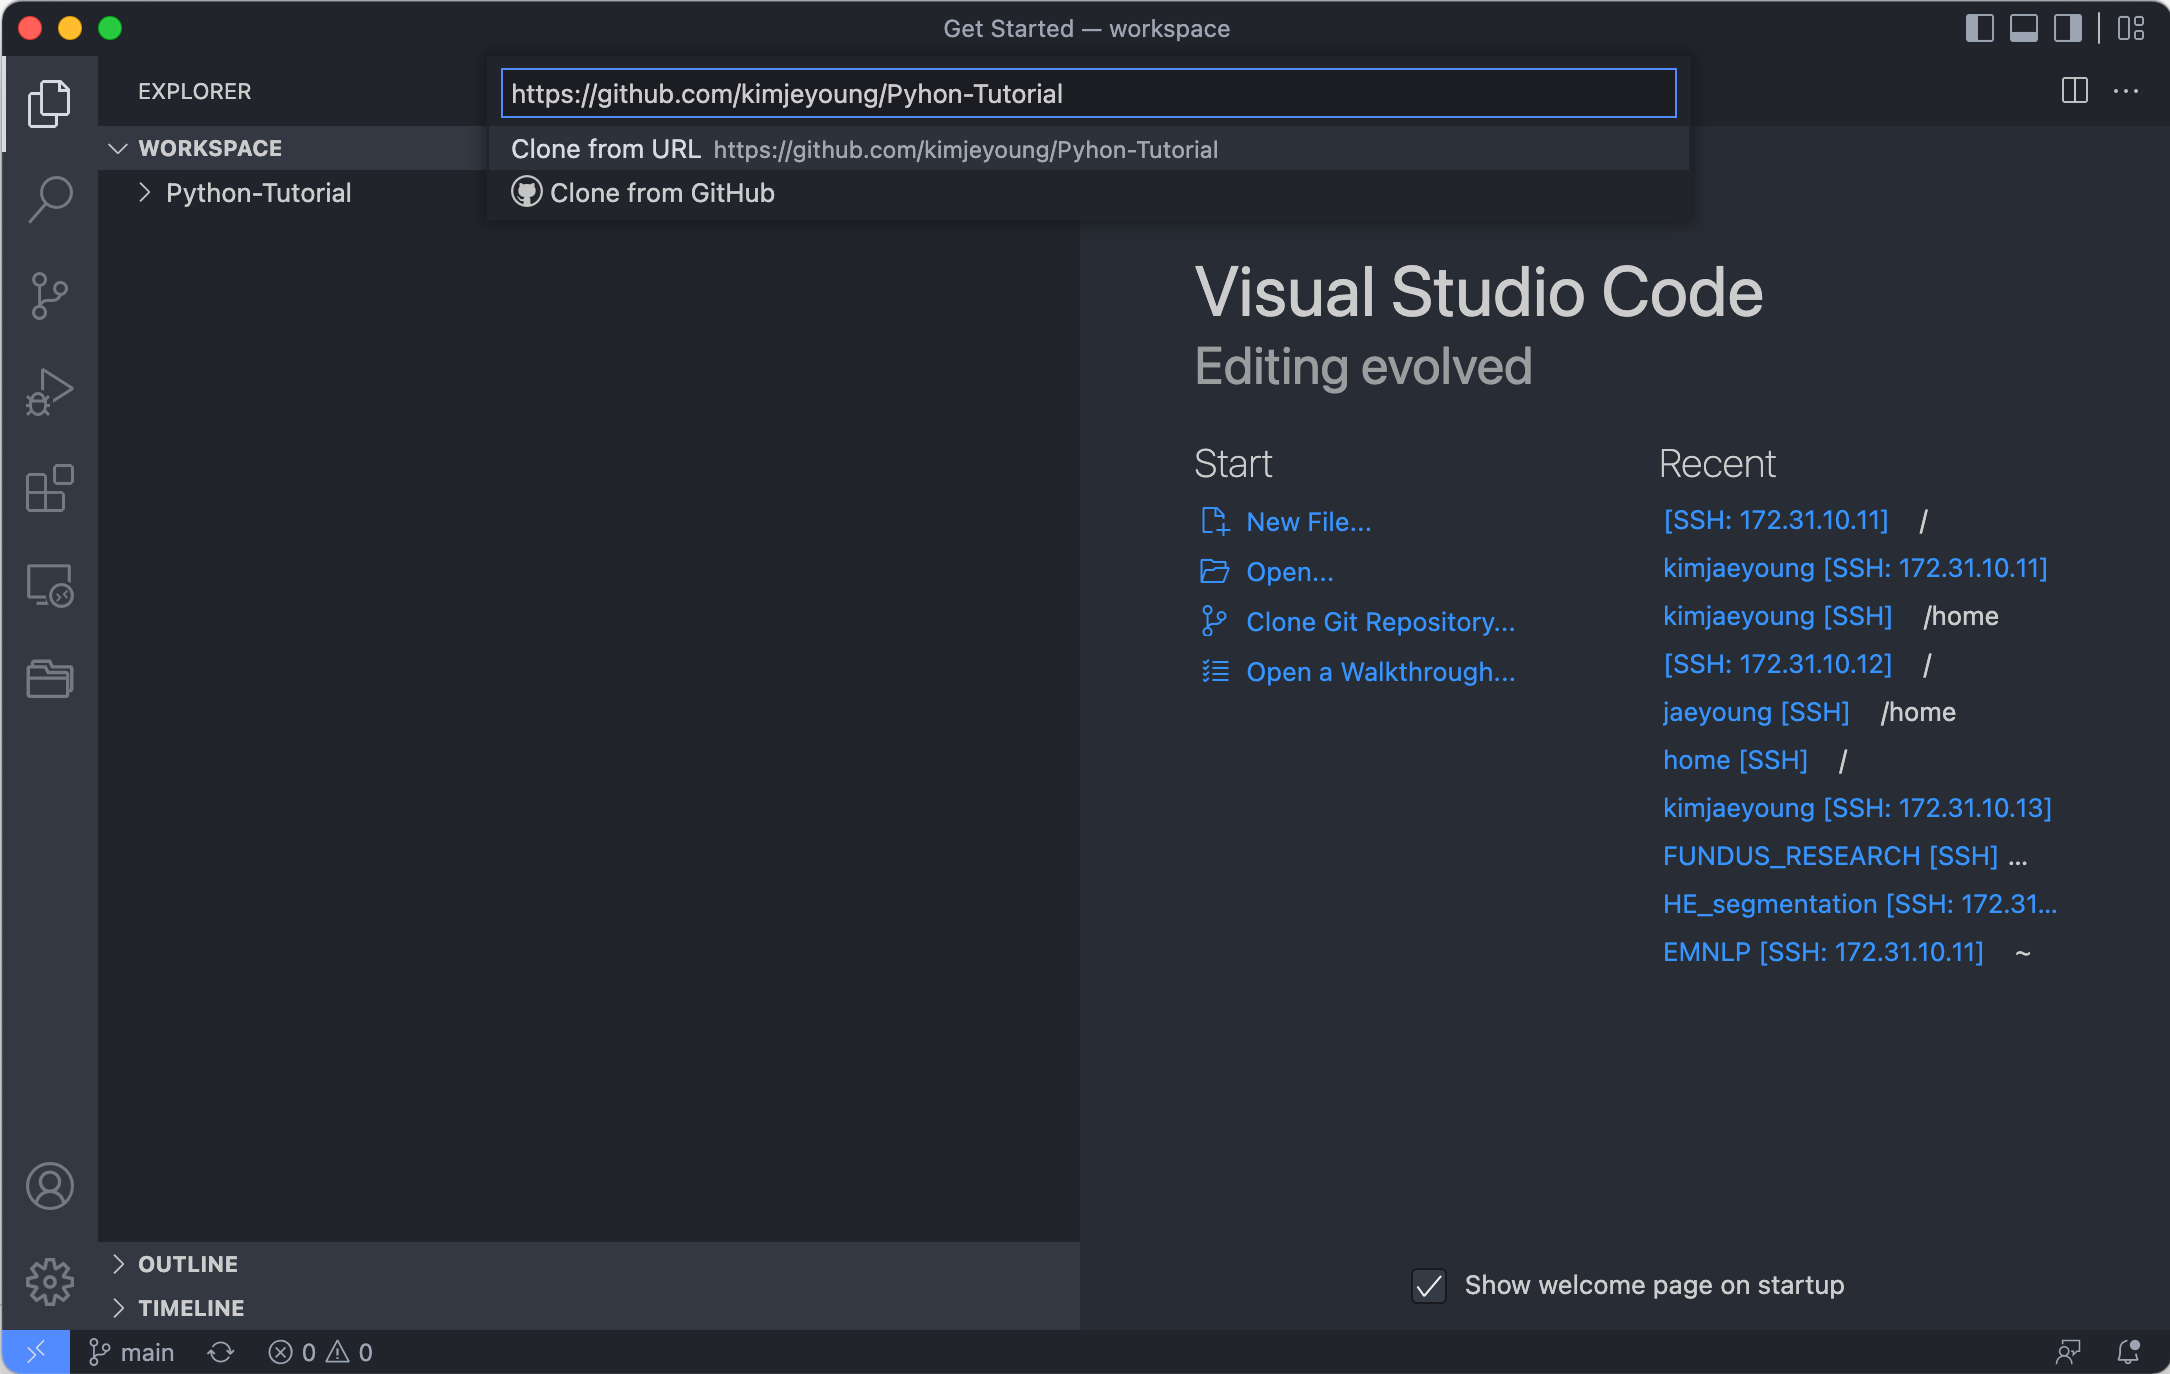 Get Started — workspace
EXPLORER
https://github.com/kimjeyoung/Pyhon-Tutorial
WORKSPACE
Clone from URL https://github.com/kimjeyoung/Pyhon-Tutorial
Python-Tutorial
Clone from GitHub
Visual Studio Code
Editing evolved
Start
New File...
Open...
Clone Git Repository...
Open a Walkthrough...
Recent
[SSH: 172.31.10.11] /
kimjaeyoung [SSH: 172.31.10.11]
kimjaeyoung [SSH] /home
[SSH: 172.31.10.12] /
jaeyoung [SSH] /home
home [SSH] /
kimjaeyoung [SSH: 172.31.10.13]
FUNDUS_RESEARCH [SSH] ...
HE_segmentation [SSH: 172.31...
EMNLP [SSH: 172.31.10.11] ~
Show welcome page on startup
OUTLINE
TIMELINE
main 0 0